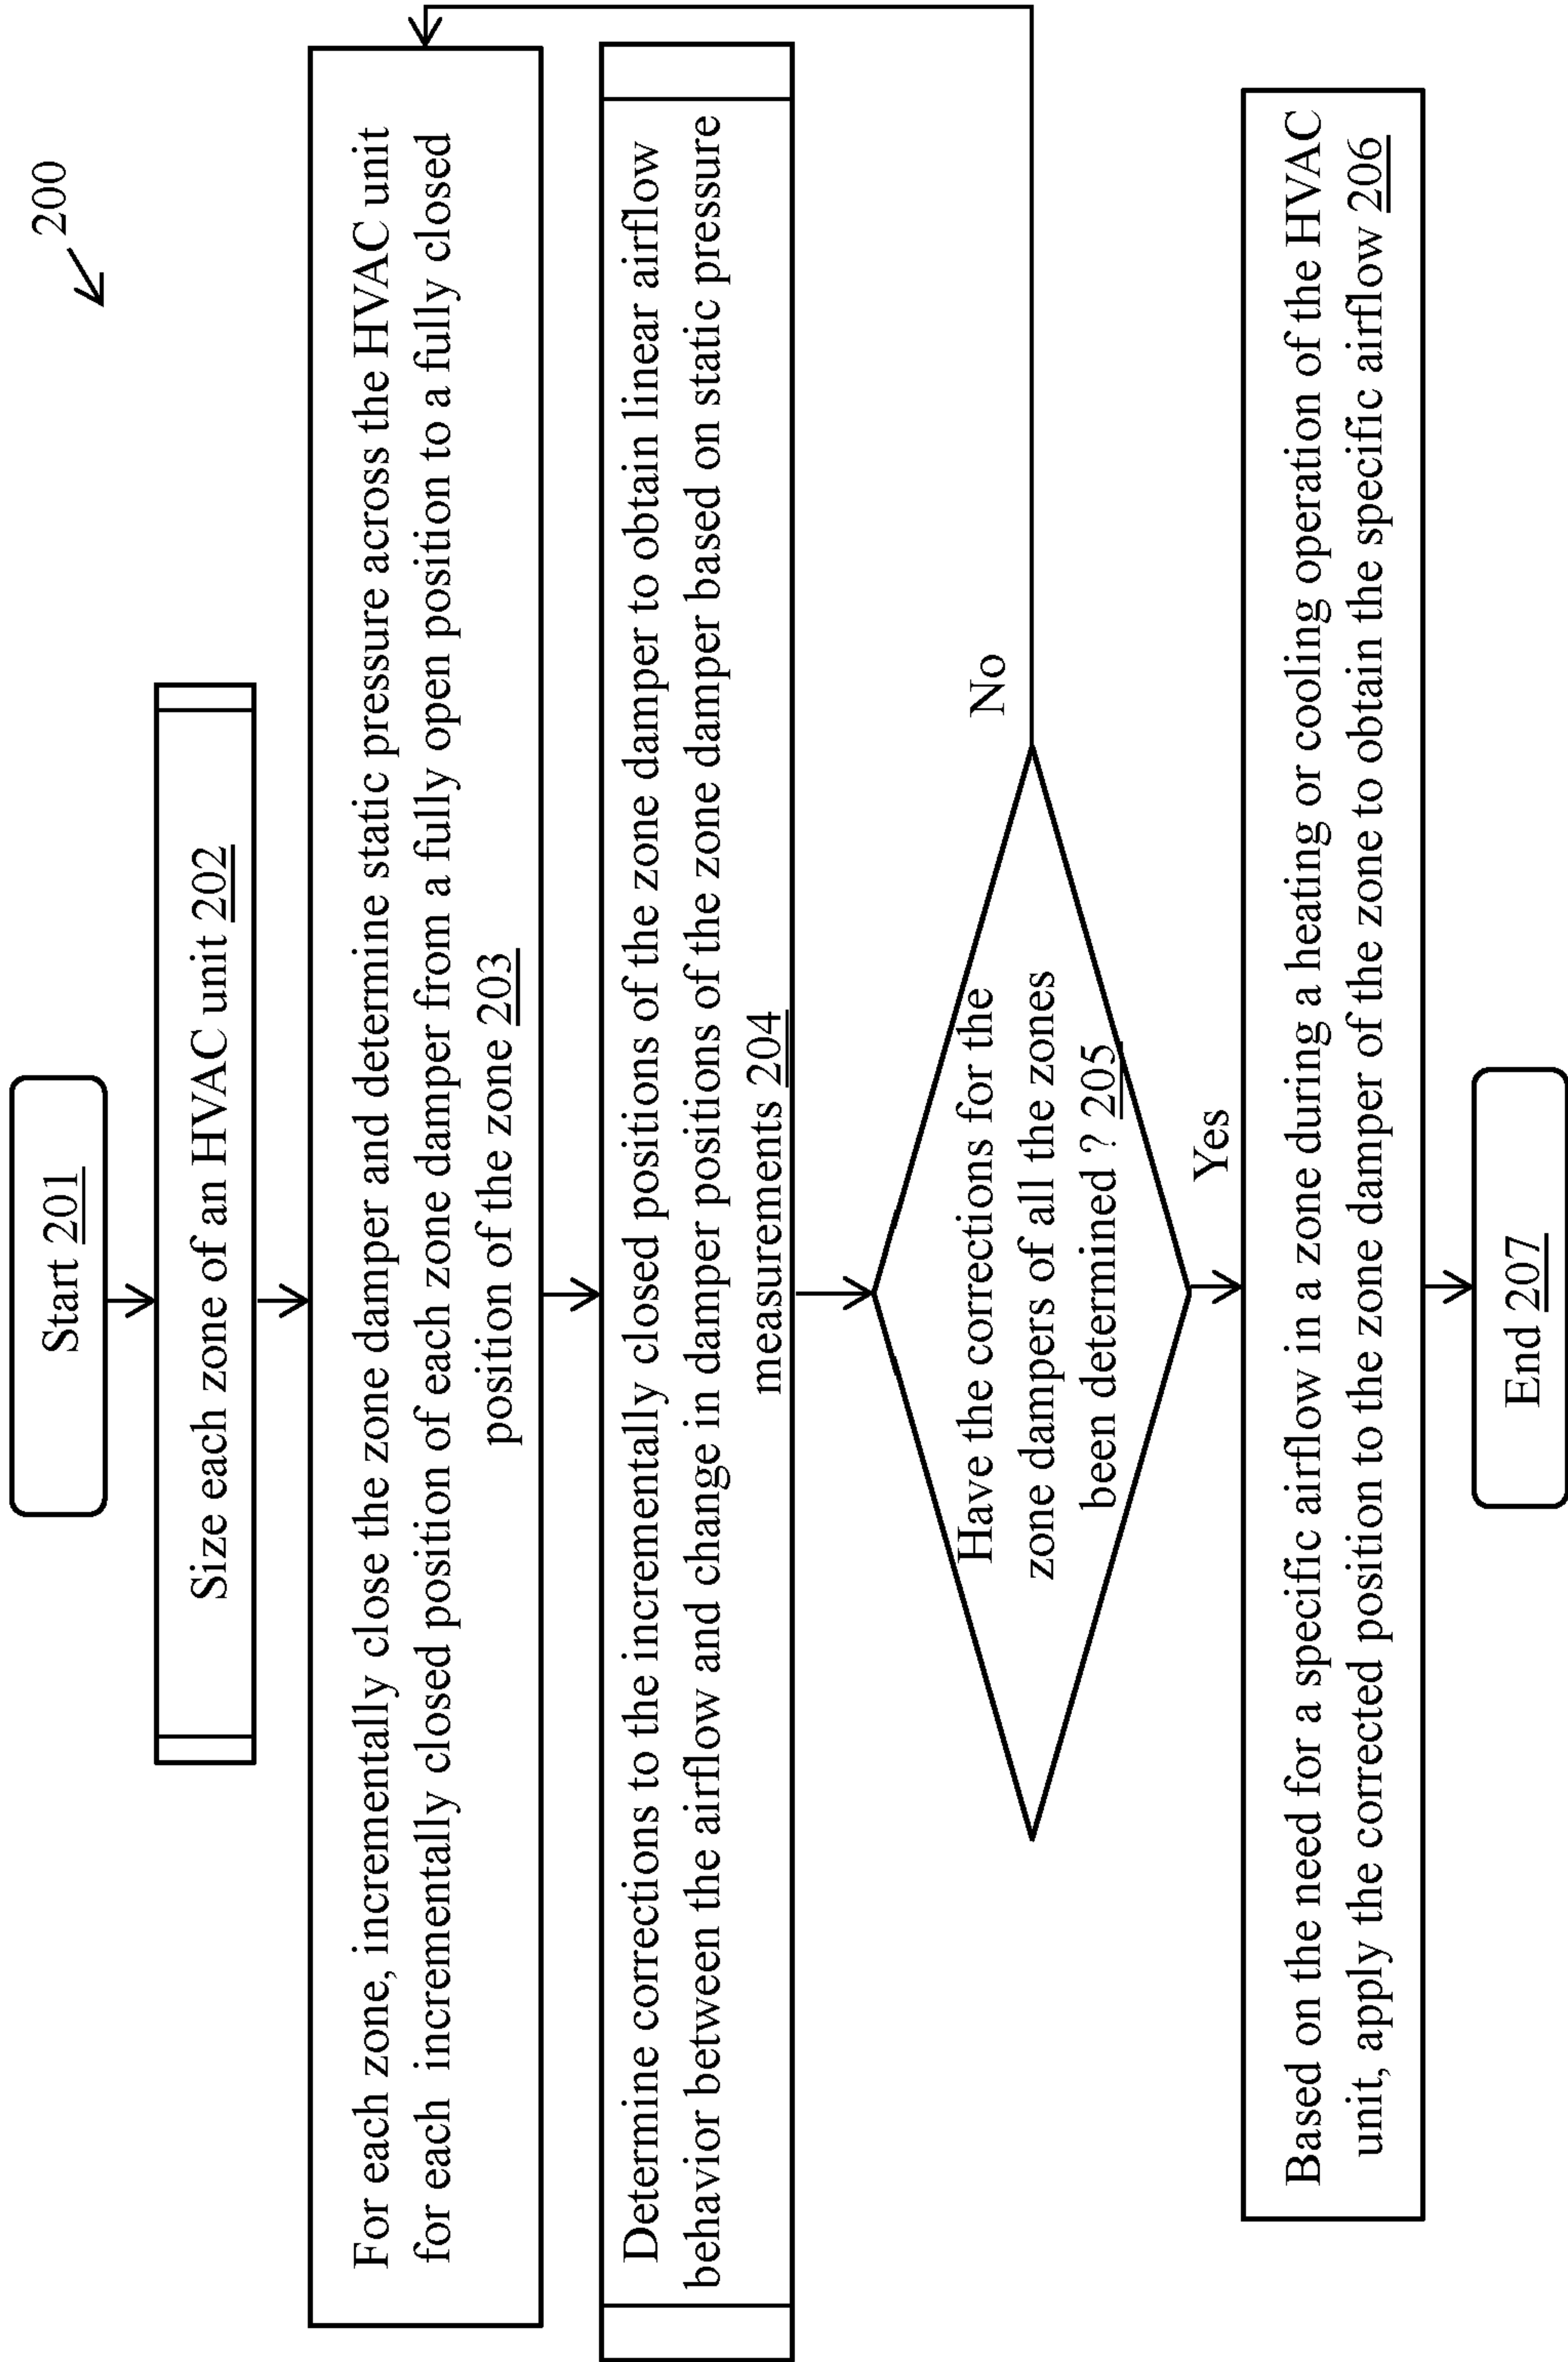 200
Start 201
Size each zone of an HVAC unit 202
For each zone, incrementally close the zone damper and determine static pressure across the HVAC unit
for each incrementally closed position of each zone damper from a fully open position to a fully closed
position of the zone 203
Determine corrections to the incrementally closed positions of the zone damper to obtain linear airflow
behavior between the airflow and change in damper positions of the zone damper based on static pressure
measurements 204
Have the corrections for the
zone dampers of all the zones
been determined ? 205
No
Yes
Based on the need for a specific airflow in a zone during a heating or cooling operation of the HVAC
unit, apply the corrected position to the zone damper of the zone to obtain the specific airflow 206
End 207